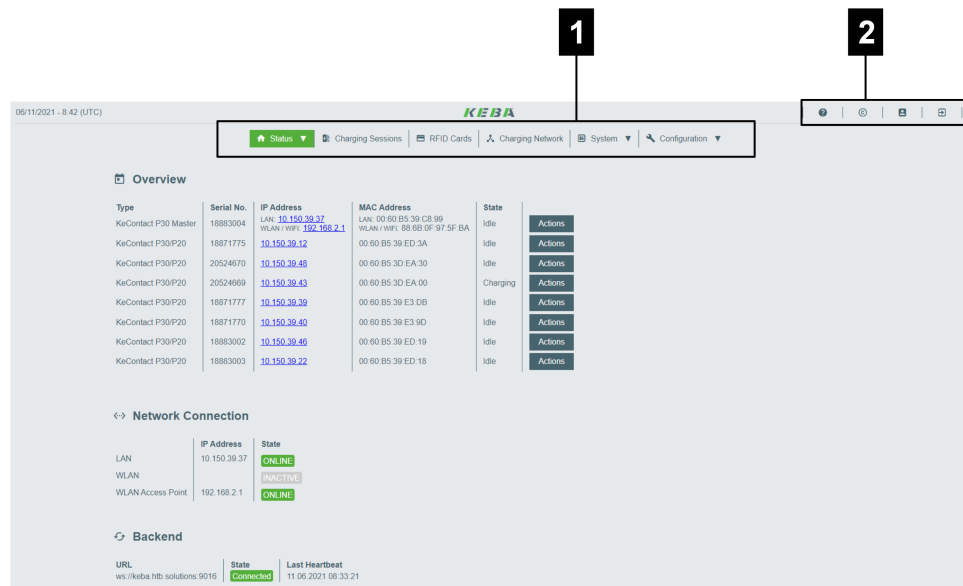 1 2
06/11/2021 - 8:42 (UTC) KEBA
Status ▼ Charging Sessions RFID Cards Charging Network System ▼ Configuration ▼
Overview
Type Serial No. IP Address MAC Address State
KeContact P30 Master 18883004 LAN: 10.150.39.37 LAN: 00:60:B5:39:C8:99 Idle Actions
WLAN / WIFI: 192.168.2.1 WLAN / WIFI: 88:6B:0F:97:5F:BA
KeContact P30/P20 18871775 10.150.39.12 00:60:B5:39:ED:3A Idle Actions
KeContact P30/P20 20524670 10.150.39.48 00:60:B5:3D:EA:30 Idle Actions
KeContact P30/P20 20524669 10.150.39.43 00:60:B5:3D:EA:00 Charging Actions
KeContact P30/P20 18871777 10.150.39.39 00:60:B5:39:E3:DB Idle Actions
KeContact P30/P20 18871770 10.150.39.40 00:60:B5:39:E3:9D Idle Actions
KeContact P30/P20 18883002 10.150.39.46 00:60:B5:39:ED:19 Idle Actions
KeContact P30/P20 18883003 10.150.39.22 00:60:B5:39:ED:18 Idle Actions
Network Connection
IP Address State
LAN 10.150.39.37 ONLINE
WLAN INACTIVE
WLAN Access Point 192.168.2.1 ONLINE
Backend
URL State Last Heartbeat
ws://keba.htb.solutions:9016 Connected 11.06.2021 08:33:21